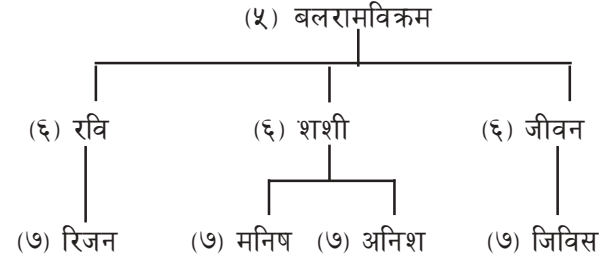 (५) बलरामविक्रम
(६) रवि (६) शशी (६) जीवन
(७) रिजन (७) मनिष (७) अनिश (७) जिविस